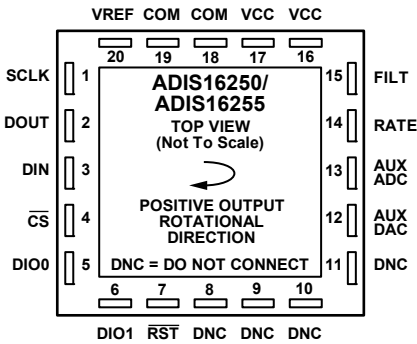 VREF COM COM VCC VCC
20 19 18 17 16
SCLK 1
DOUT 2
DIN 3
C̅S̅ 4
DIO0 5
ADIS16250/
ADIS16255
TOP VIEW
(Not To Scale)
POSITIVE OUTPUT
ROTATIONAL
DIRECTION
DNC = DO NOT CONNECT
15 FILT
14 RATE
13 AUX
ADC
12 AUX
DAC
11 DNC
6 7 8 9 10
DIO1 R̅S̅T̅ DNC DNC DNC